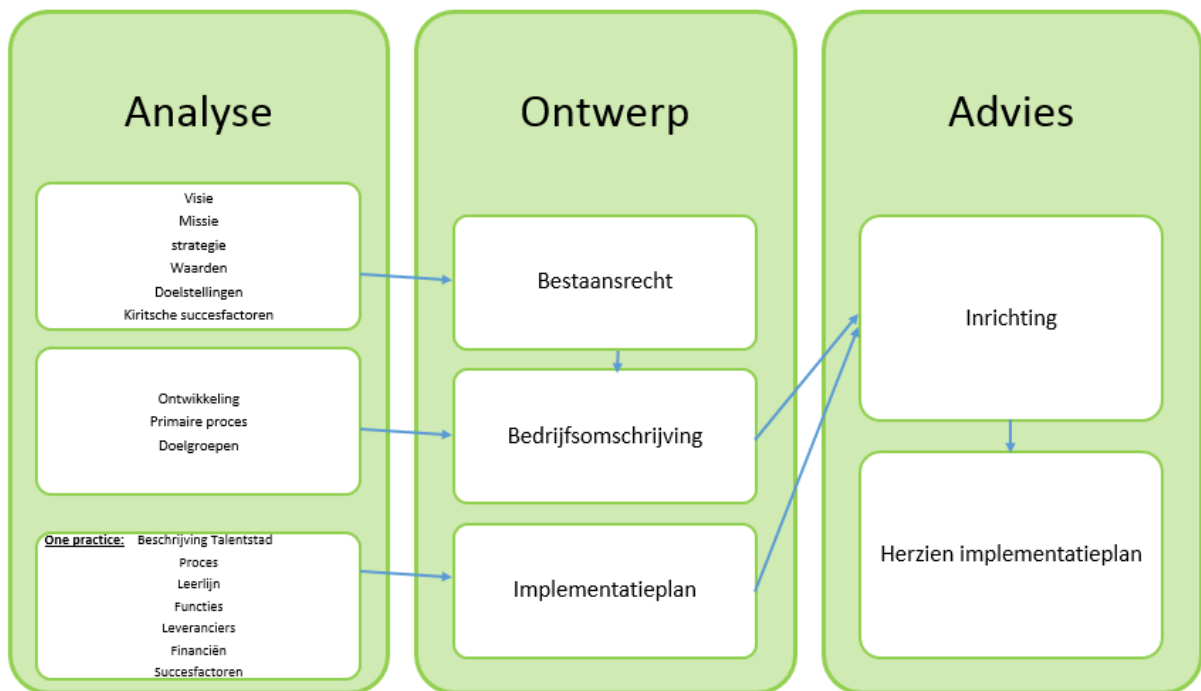 Analyse
Visie
Missie
strategie
Waarden
Doelstellingen
Kiritsche succesfactoren
Ontwikkeling
Primaire proces
Doelgroepen
One practice: Beschrijving Talentstad
Proces
Leerlijn
Functies
Leveranciers
Financiën
Succesfactoren
Ontwerp
Bestaansrecht
Bedrijfsomschrijving
Implementatieplan
Advies
Inrichting
Herzien implementatieplan